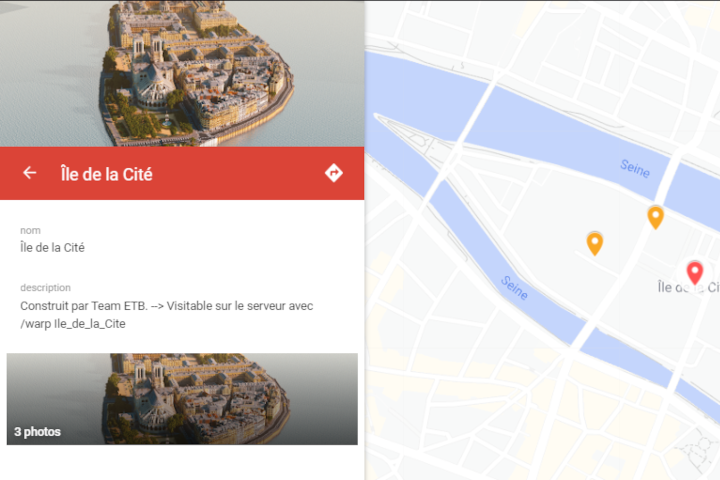 Île de la Cité
nom
Île de la Cité
description
Construit par Team ETB. --> Visitable sur le serveur avec
/warp Ile_de_la_Cite
3 photos
Seine
Seine
Île de la Ci